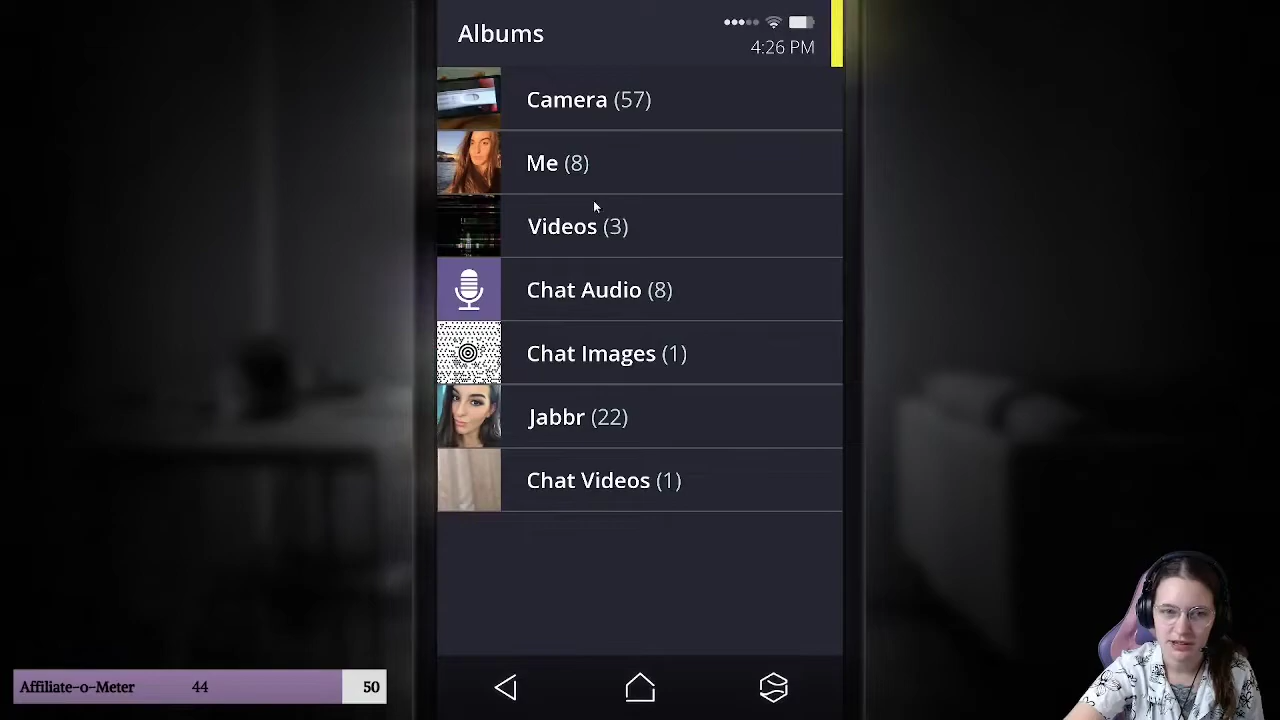 Albums
4:26 PM
Camera (57)
Me (8)
Videos (3)
Chat Audio (8)
Chat Images (1)
Jabbr (22)
Chat Videos (1)
Affiliate-o-Meter 44 50